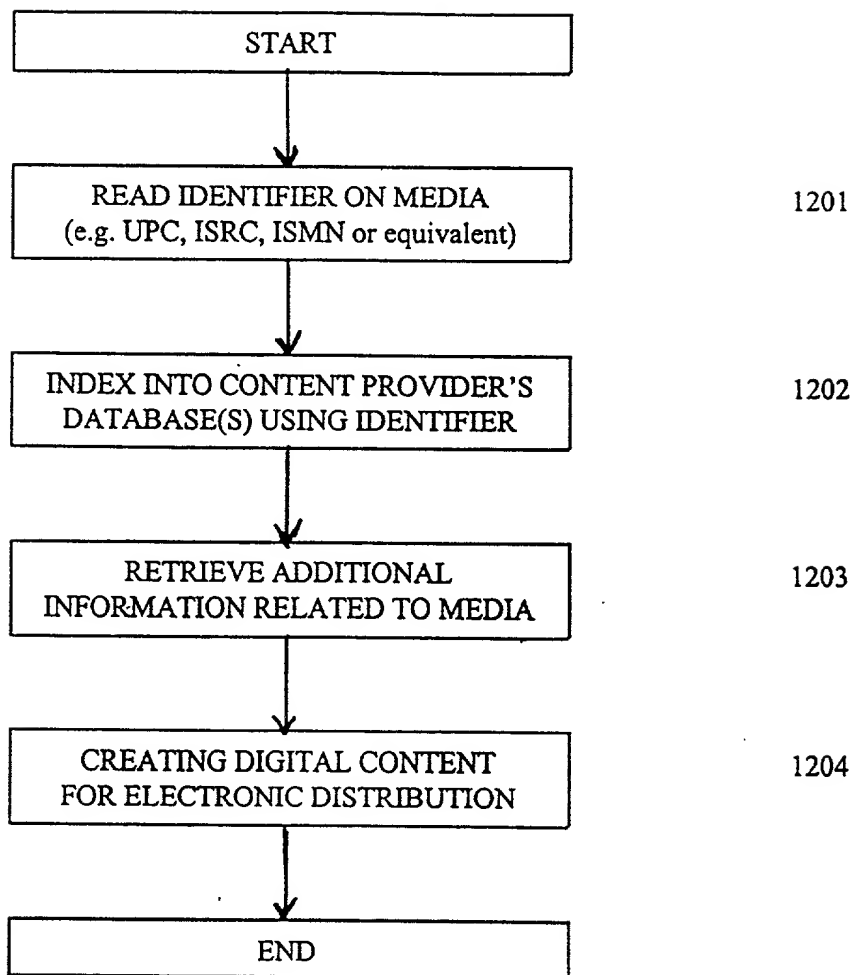 START
READ IDENTIFIER ON MEDIA
(e.g. UPC, ISRC, ISMN or equivalent)
1201
INDEX INTO CONTENT PROVIDER'S
DATABASE(S) USING IDENTIFIER
1202
RETRIEVE ADDITIONAL
INFORMATION RELATED TO MEDIA
1203
CREATING DIGITAL CONTENT
FOR ELECTRONIC DISTRIBUTION
1204
END